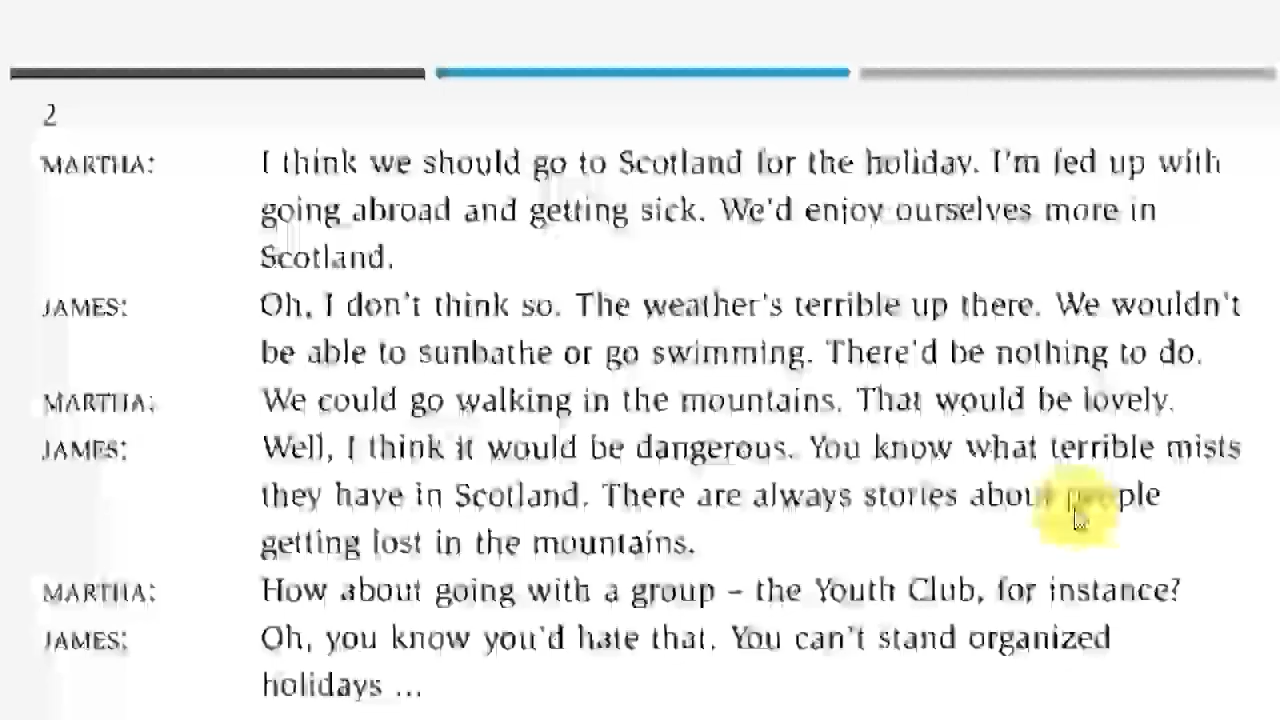 2
MARTHA: I think we should go to Scotland for the holiday. I'm fed up with
going abroad and getting sick. We'd enjoy ourselves more in
Scotland.
JAMES: Oh, I don't think so. The weather's terrible up there. We wouldn't
be able to sunbathe or go swimming. There'd be nothing to do.
MARTHA: We could go walking in the mountains. That would be lovely.
JAMES: Well, I think it would be dangerous. You know what terrible mists
they have in Scotland. There are always stories about people
getting lost in the mountains.
MARTHA: How about going with a group – the Youth Club, for instance?
JAMES: Oh, you know you'd hate that. You can't stand organized
holidays ...